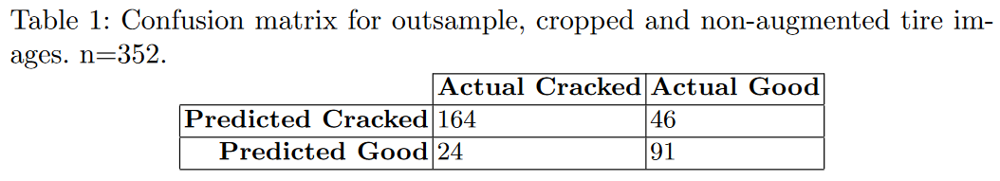 Table 1: Confusion matrix for outsample, cropped and non-augmented tire im-
ages. n=352.
Actual Cracked Actual Good
Predicted Cracked 164 46
Predicted Good 24 91